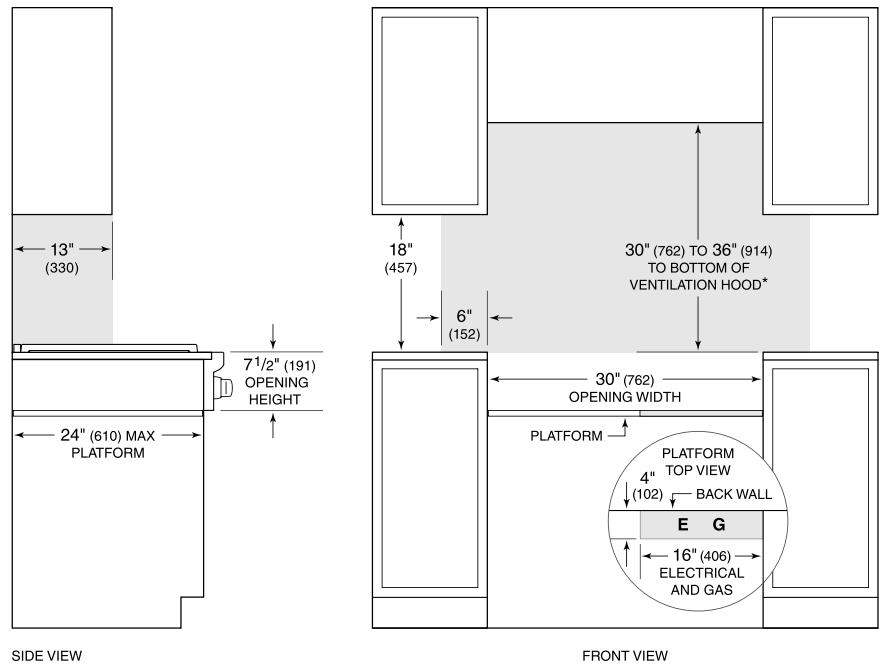 13"
(330)
7 1/2" (191)
OPENING
HEIGHT
24" (610) MAX
PLATFORM
SIDE VIEW
18"
(457)
6"
(152)
30" (762) TO 36" (914)
TO BOTTOM OF
VENTILATION HOOD*
30" (762)
OPENING WIDTH
PLATFORM
PLATFORM
TOP VIEW
4"
(102)
BACK WALL
E G
16" (406)
ELECTRICAL
AND GAS
FRONT VIEW